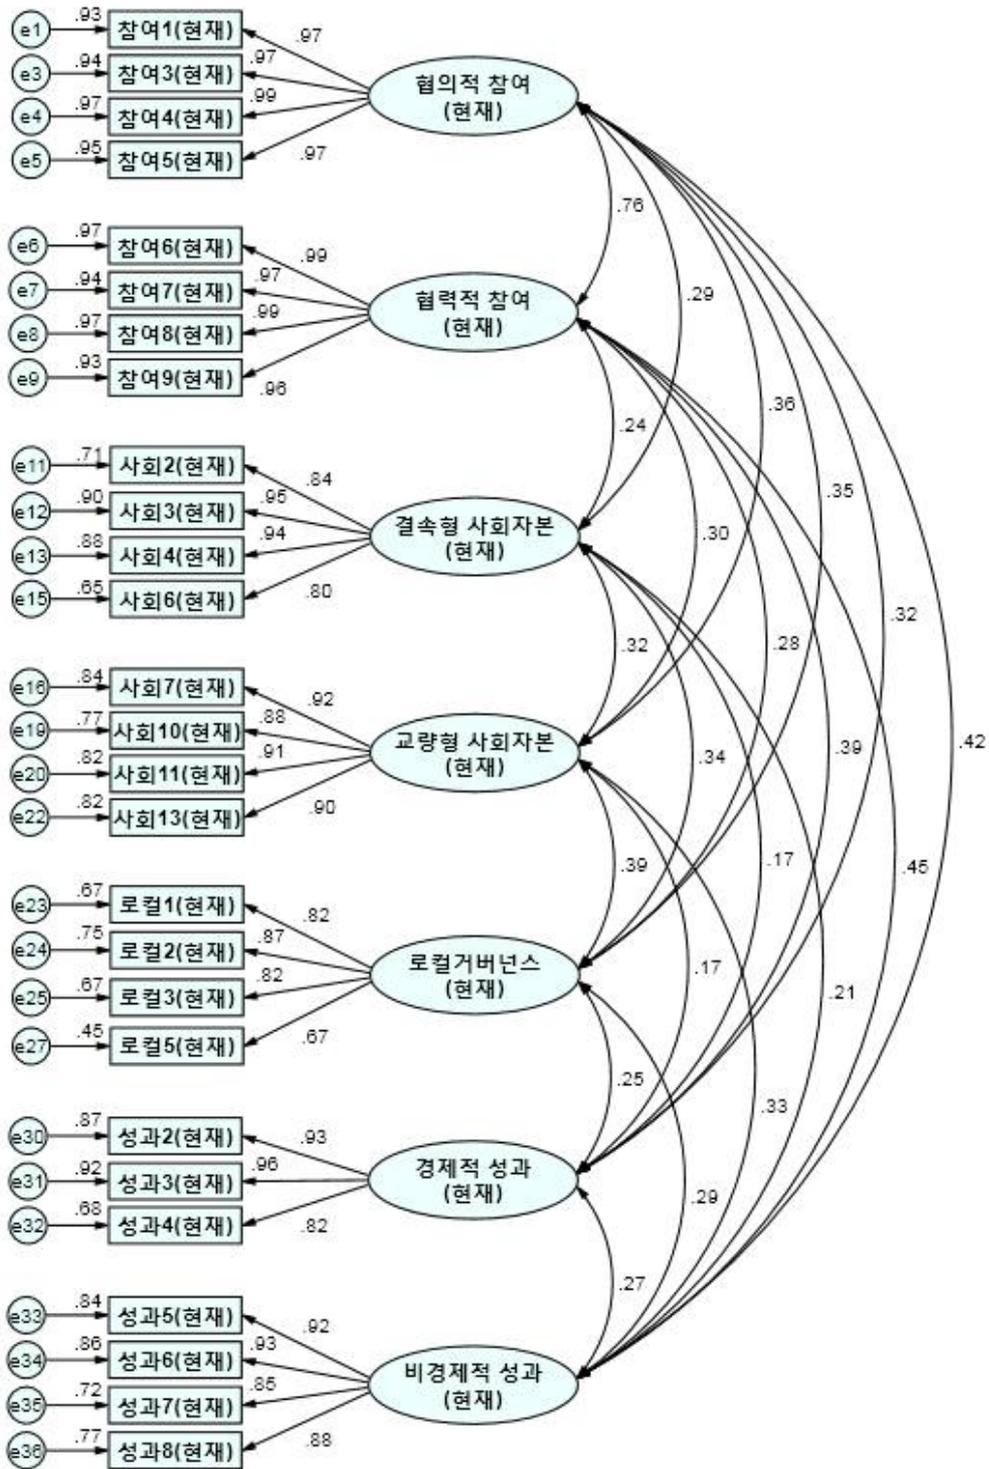 e1 .93 참여1(현재) .97
e3 .94 참여3(현재) .97
e4 .97 참여4(현재) .99
e5 .95 참여5(현재) .97
협의적 참여
(현재)
.76
.29
e6 .97 참여6(현재) .99
e7 .94 참여7(현재) .97
e8 .97 참여8(현재) .99
e9 .93 참여9(현재) .96
협력적 참여
(현재)
.36
.24
e11 .71 사회2(현재) .84
e12 .90 사회3(현재) .95
e13 .88 사회4(현재) .94
e15 .65 사회6(현재) .80
결속형 사회자본
(현재)
.35
.30
.32
.32
.28
e16 .84 사회7(현재) .92
e19 .77 사회10(현재) .88
e20 .82 사회11(현재) .91
e22 .82 사회13(현재) .90
교량형 사회자본
(현재)
.42
.39
.34
.17
.39
.45
e23 .67 로컬1(현재) .82
e24 .75 로컬2(현재) .87
e25 .67 로컬3(현재) .82
e27 .45 로컬5(현재) .67
로컬거버넌스
(현재)
.17
.21
.25
.33
e30 .87 성과2(현재) .93
e31 .92 성과3(현재) .96
e32 .68 성과4(현재) .82
경제적 성과
(현재)
.29
.27
e33 .84 성과5(현재) .92
e34 .86 성과6(현재) .93
e35 .72 성과7(현재) .85
e36 .77 성과8(현재) .88
비경제적 성과
(현재)